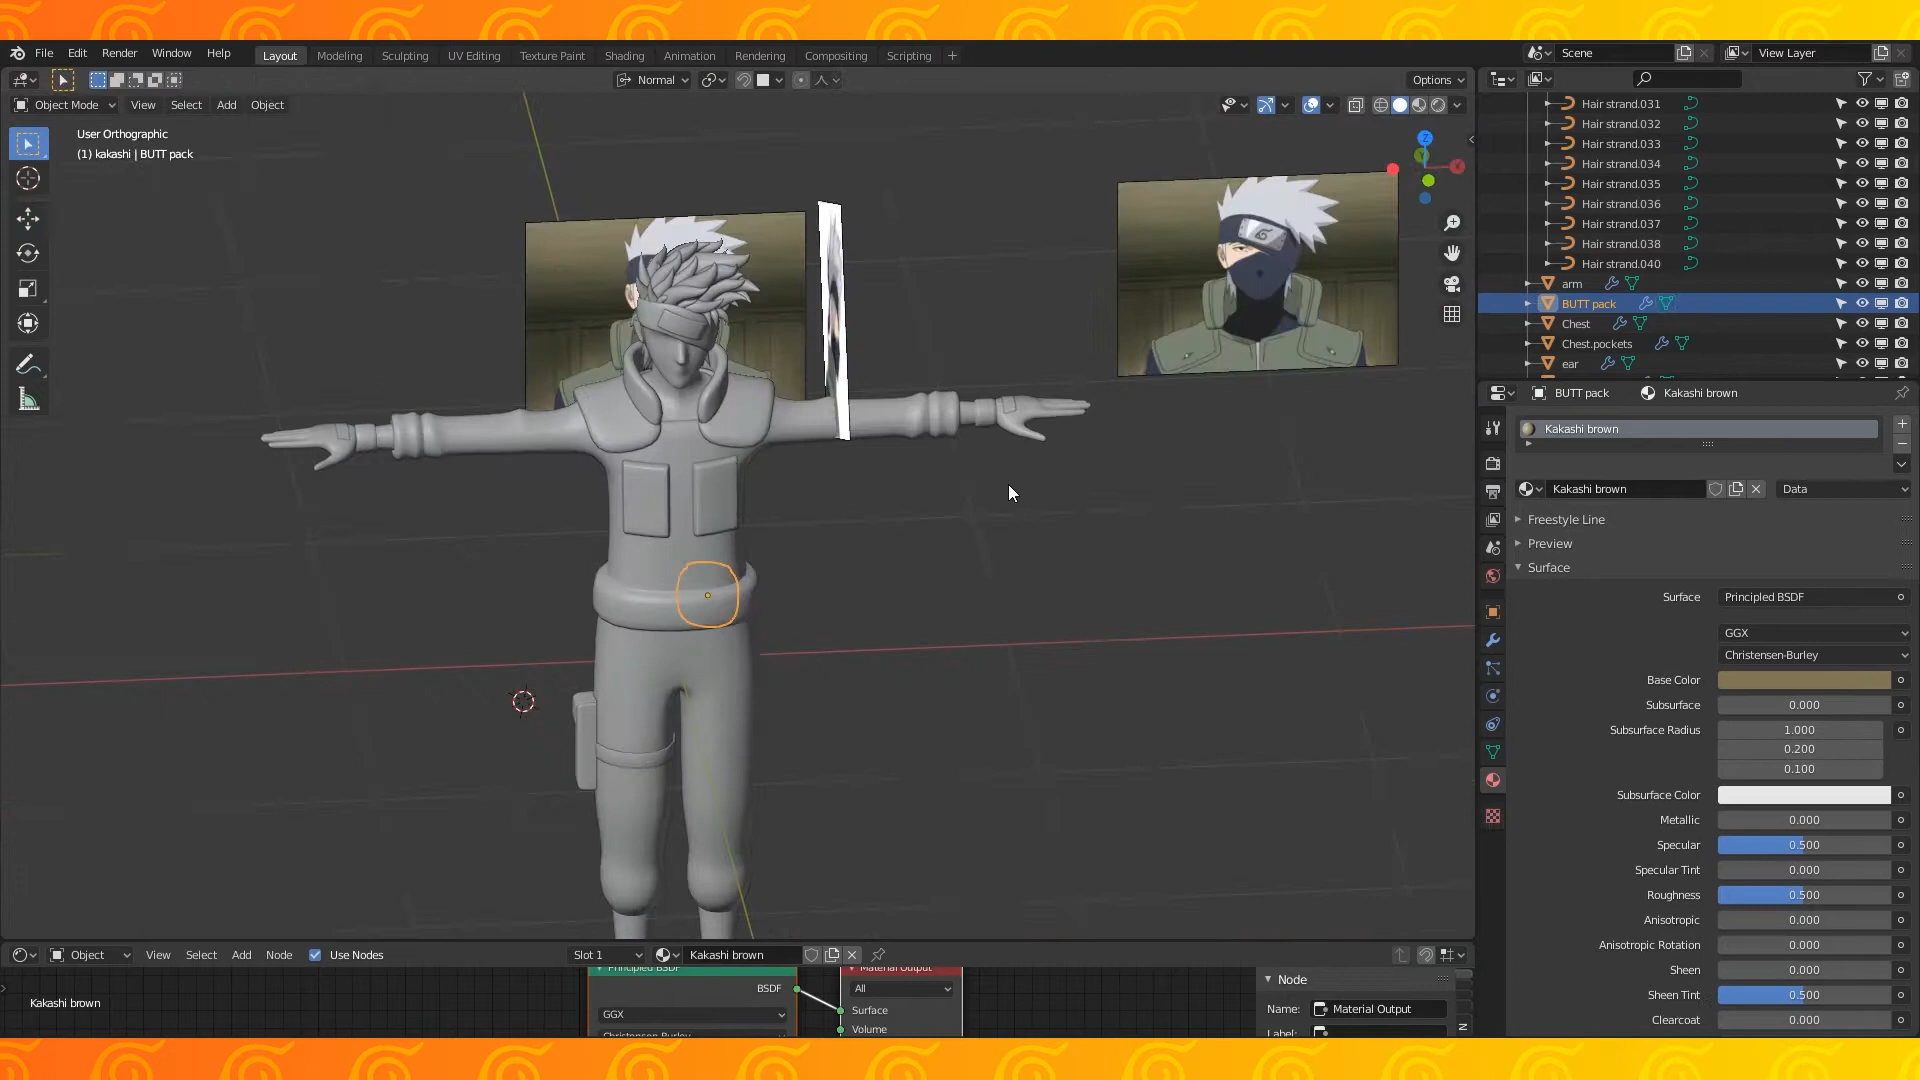 File Edit Render Window Help Layout Modeling Sculpting UV Editing Texture Paint Shading Animation Rendering Compositing Scripting + Scene View Layer
Normal Options
Object Mode View Select Add Object
User Orthographic
(1) kakashi | BUTT pack
Z
Hair strand.031
Hair strand.032
Hair strand.033
Hair strand.034
Hair strand.035
Hair strand.036
Hair strand.037
Hair strand.038
Hair strand.040
arm
BUTT pack
Chest
Chest.pockets
ear
BUTT pack Kakashi brown
Kakashi brown
Kakashi brown Data
Freestyle Line
Preview
Surface
Surface Principled BSDF
GGX
Christensen-Burley
Base Color
Subsurface 0.000
Subsurface Radius 1.000
0.200
0.100
Subsurface Color
Metallic 0.000
Specular 0.500
Specular Tint 0.000
Roughness 0.500
Anisotropic 0.000
Anisotropic Rotation 0.000
Sheen 0.000
Sheen Tint 0.500
Clearcoat 0.000
Object View Select Add Node Use Nodes Slot 1 Kakashi brown
Principled BSDF Material Output
BSDF All
GGX Surface
Christensen-Burley Volume
Kakashi brown
Node
Name: Material Output
Label: